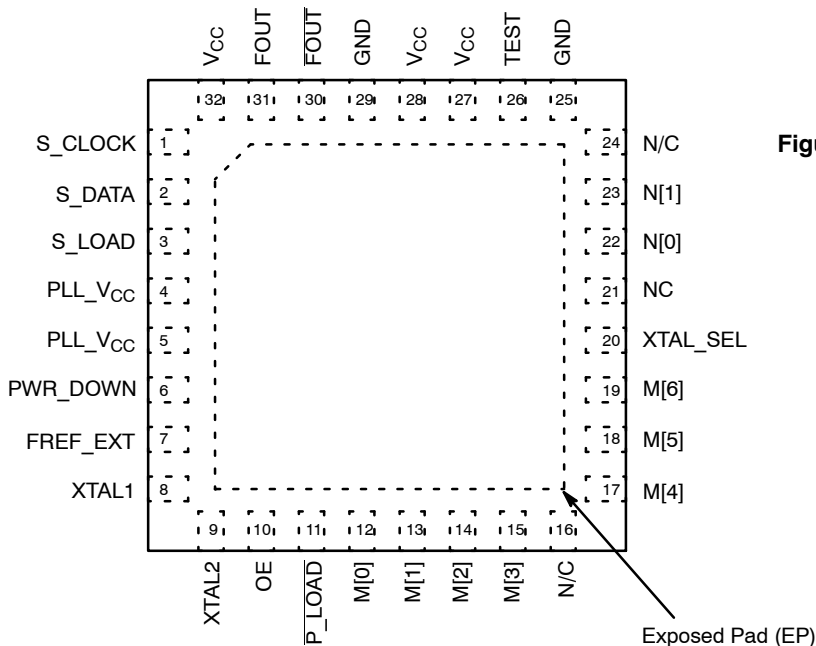 VCC FOUT FOUT GND VCC VCC TEST GND
32 31 30 29 28 27 26 25
S_CLOCK 1 24 N/C Figu
S_DATA 2 23 N[1]
S_LOAD 3 22 N[0]
PLL_VCC 4 21 NC
PLL_VCC 5 20 XTAL_SEL
PWR_DOWN 6 19 M[6]
FREF_EXT 7 18 M[5]
XTAL1 8 17 M[4]
9 10 11 12 13 14 15 16
XTAL2 OE P_LOAD M[0] M[1] M[2] M[3] N/C
Exposed Pad (EP)